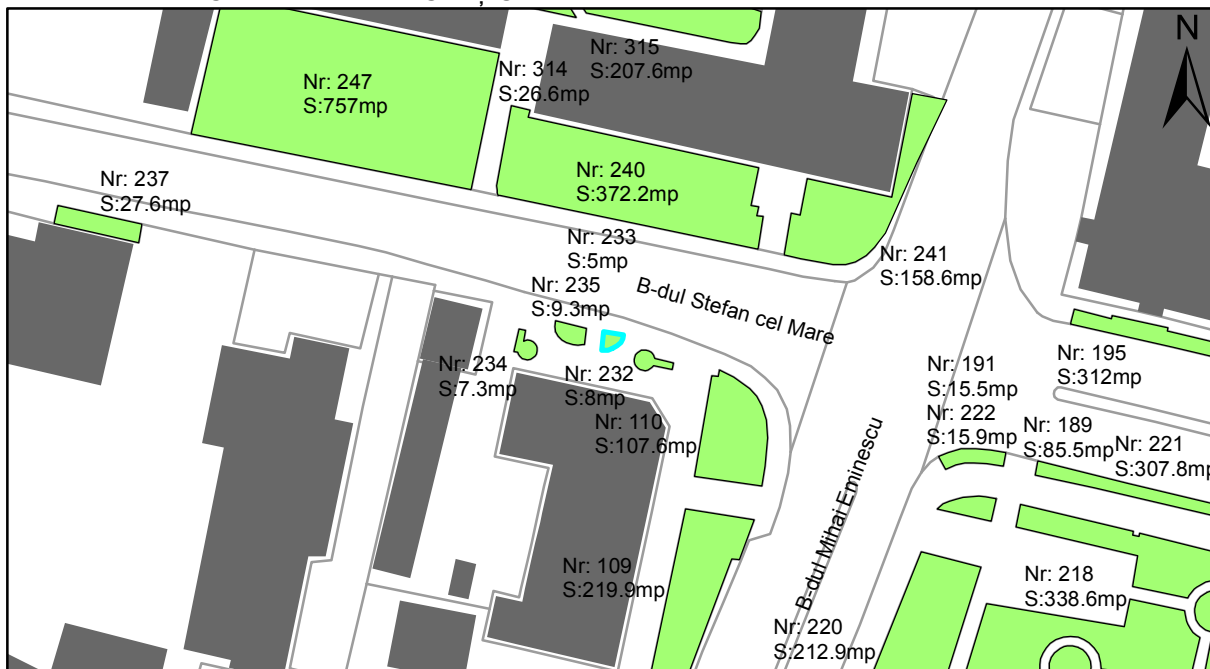 N
Nr: 315
S:207.6mp
Nr: 314
S:26.6mp
Nr: 247
S:757mp
Nr: 240
S:372.2mp
Nr: 237
S:27.6mp
Nr: 233
S:5mp
Nr: 241
S:158.6mp
Nr: 235
S:9.3mp
B-dul Stefan cel Mare
Nr: 234
S:7.3mp
Nr: 232
S:8mp
Nr: 191
S:15.5mp
Nr: 195
S:312mp
Nr: 110
S:107.6mp
Nr: 222
S:15.9mp
Nr: 189
S:85.5mp
Nr: 221
S:307.8mp
B-dul Mihai Eminescu
Nr: 109
S:219.9mp
Nr: 218
S:338.6mp
Nr: 220
S:212.9mp